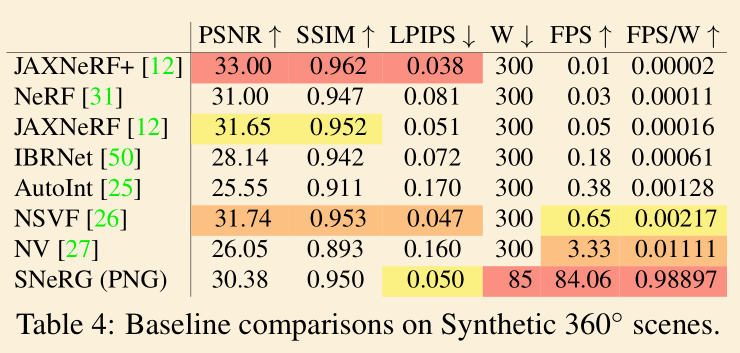 PSNR ↑ SSIM ↑ LPIPS ↓ W ↓ FPS ↑ FPS/W ↑
JAXNeRF+ [12] 33.00 0.962 0.038 300 0.01 0.00002
NeRF [31] 31.00 0.947 0.081 300 0.03 0.00011
JAXNeRF [12] 31.65 0.952 0.051 300 0.05 0.00016
IBRNet [50] 28.14 0.942 0.072 300 0.18 0.00061
AutoInt [25] 25.55 0.911 0.170 300 0.38 0.00128
NSVF [26] 31.74 0.953 0.047 300 0.65 0.00217
NV [27] 26.05 0.893 0.160 300 3.33 0.01111
SNeRG (PNG) 30.38 0.950 0.050 85 84.06 0.98897
Table 4: Baseline comparisons on Synthetic 360° scenes.